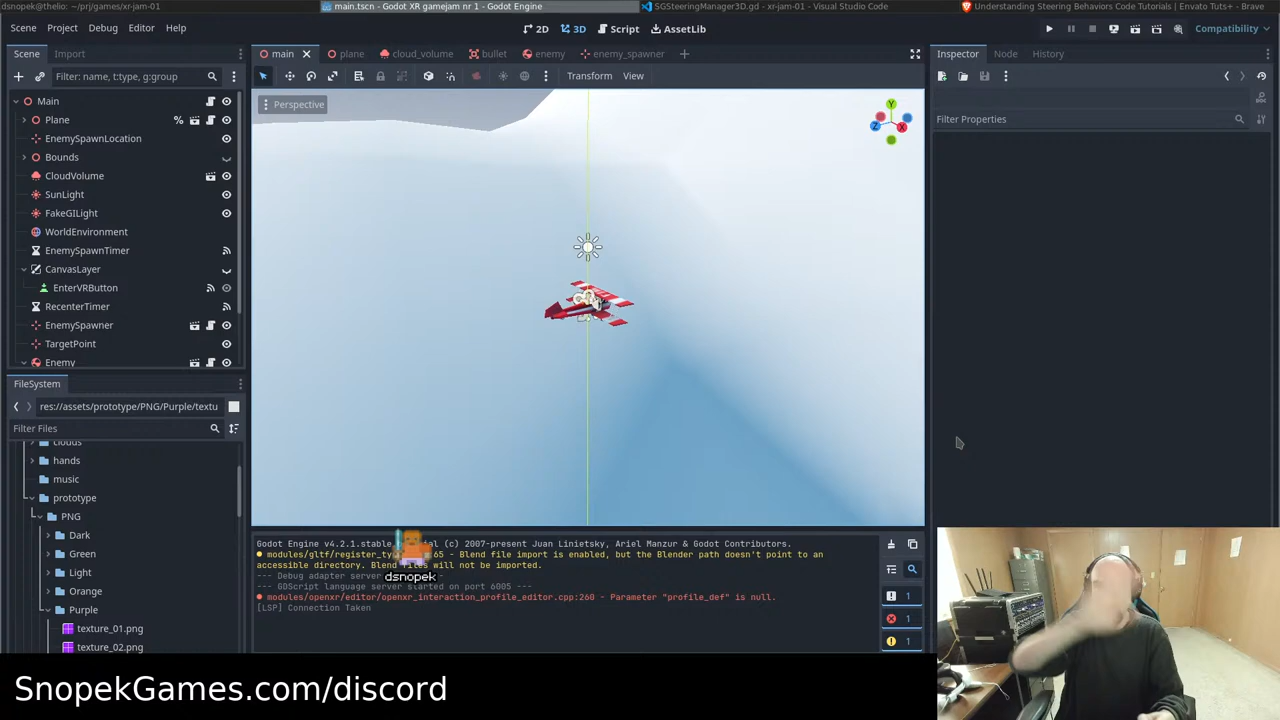 dsnopek@thelio: ~/prj/games/xr-jam-01
main.tscn - Godot XR gamejam nr 1 - Godot Engine
SGSteeringManager3D.gd - xr-jam-01 - Visual Studio Code
Understanding Steering Behaviors Code Tutorials | Envato Tuts+ - Brave
Scene Project Debug Editor Help
2D 3D Script AssetLib
Compatibility
Scene Import
main plane cloud_volume bullet enemy enemy_spawner
Inspector Node History
Filter: name, t:type, g:group
Transform View
Perspective
Y
Z
X
Filter Properties
Main
Plane
EnemySpawnLocation
Bounds
CloudVolume
SunLight
FakeGILight
WorldEnvironment
EnemySpawnTimer
CanvasLayer
EnterVRButton
RecenterTimer
EnemySpawner
TargetPoint
Enemy
FileSystem
res://assets/prototype/PNG/Purple/textu
Filter Files
clouds
hands
music
prototype
PNG
Dark
Green
Light
Orange
Purple
texture_01.png
texture_02.png
Godot Engine v4.2.1.stable. (c) 2007-present Juan Linietsky, Ariel Manzur & Godot Contributors.
modules/gltf/register_ty 65 - Blend file import is enabled, but the Blender path doesn't point to an
accessible directory. Blend files will not be imported.
--- Debug adapter server
--- GDScript language server started on port 6005 ---
modules/openxr/editor/openxr_interaction_profile_editor.cpp:260 - Parameter "profile_def" is null.
[LSP] Connection Taken
1
1
1
dsnopek
SnopekGames.com/discord